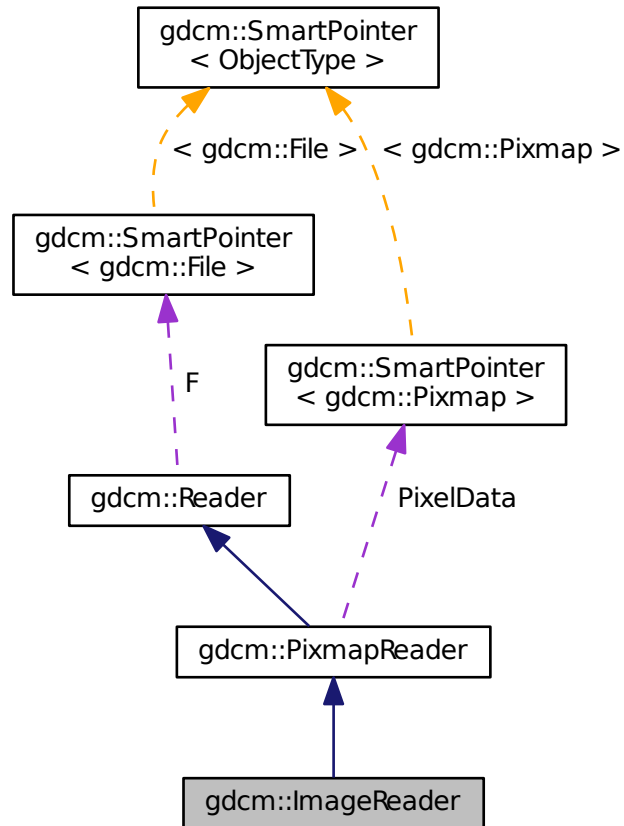 gdcm::SmartPointer
< ObjectType >
< gdcm::File >
< gdcm::Pixmap >
gdcm::SmartPointer
< gdcm::File >
gdcm::SmartPointer
< gdcm::Pixmap >
F
gdcm::Reader
PixelData
gdcm::PixmapReader
gdcm::ImageReader